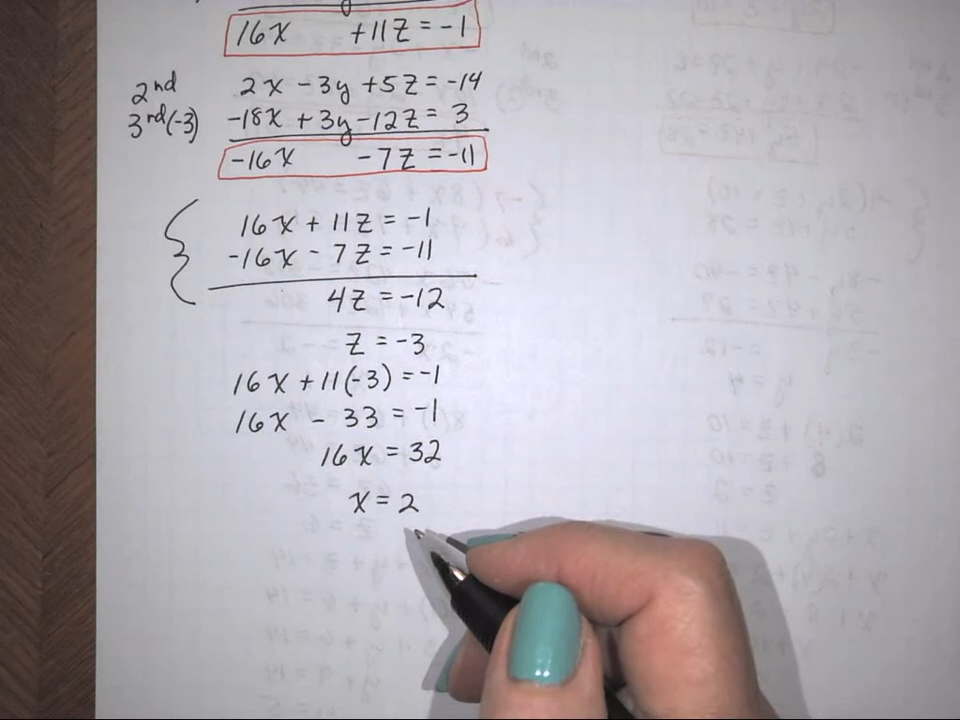 16x +11z = -1
2nd 2x - 3y + 5z = -14
3rd(-3) -18x + 3y - 12z = 3
-16x - 7z = -11
16x + 11z = -1
-16x - 7z = -11
4z = -12
z = -3
16x + 11(-3) = -1
16x - 33 = -1
16x = 32
x = 2